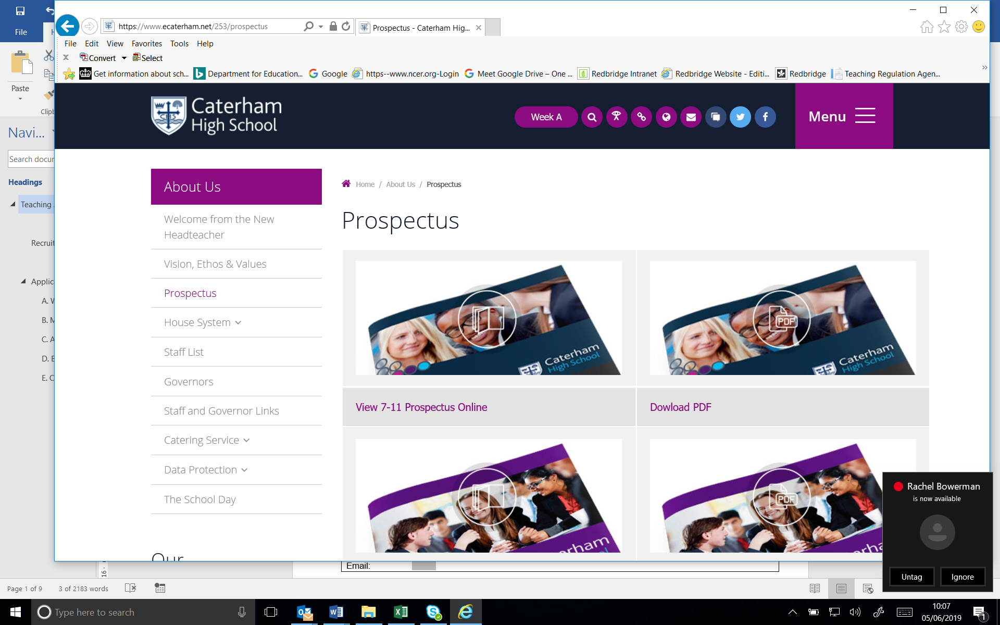 File
https://www.ecaterham.net/253/prospectus
Prospectus - Caterham Hig...
File Edit View Favorites Tools Help
Convert Select
Get information about sch... Department for Education... Google https--www.ncer.org-Login Meet Google Drive – One ... Redbridge Intranet Redbridge Website - Editi... Redbridge Teaching Regulation Agen...
Paste
Clipb
Navi...
Search docum
Headings
Teaching
Recruit
Applic
A. W
B. M
C. A
D. E
E. C
CHS
Caterham
High School
Week A
Menu
About Us
Welcome from the New
Headteacher
Vision, Ethos & Values
Prospectus
House System
Staff List
Governors
Staff and Governor Links
Catering Service
Data Protection
The School Day
Our
Home / About Us / Prospectus
Prospectus
Caterham
High School
PDF
Caterham
High School
View 7-11 Prospectus Online
Dowload PDF
PDF
Rachel Bowerman
is now available
Untag Ignore
Email:
16
Page 1 of 9 3 of 2183 words
Type here to search
10:07
05/06/2019
1